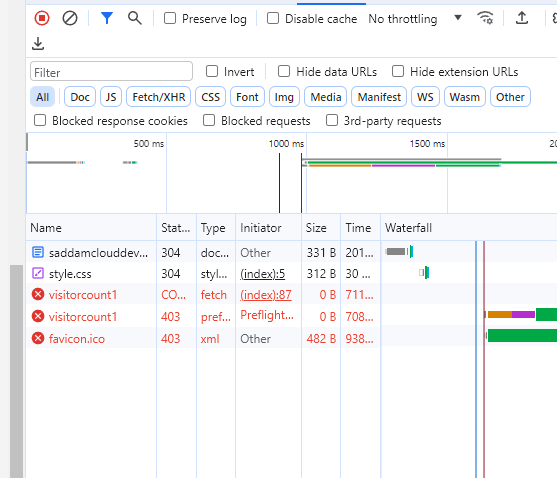 Preserve log Disable cache No throttling
Filter Invert Hide data URLs Hide extension URLs
All Doc JS Fetch/XHR CSS Font Img Media Manifest WS Wasm Other
Blocked response cookies Blocked requests 3rd-party requests
500 ms 1000 ms 1500 ms 20
Name Stat... Type Initiator Size Time Waterfall
saddamclouddev... 304 doc... Other 331 B 201...
style.css 304 styl... (index):5 312 B 30 ...
visitorcount1 CO... fetch (index):87 0 B 711...
visitorcount1 403 pref... Preflight... 0 B 708...
favicon.ico 403 xml Other 482 B 938...